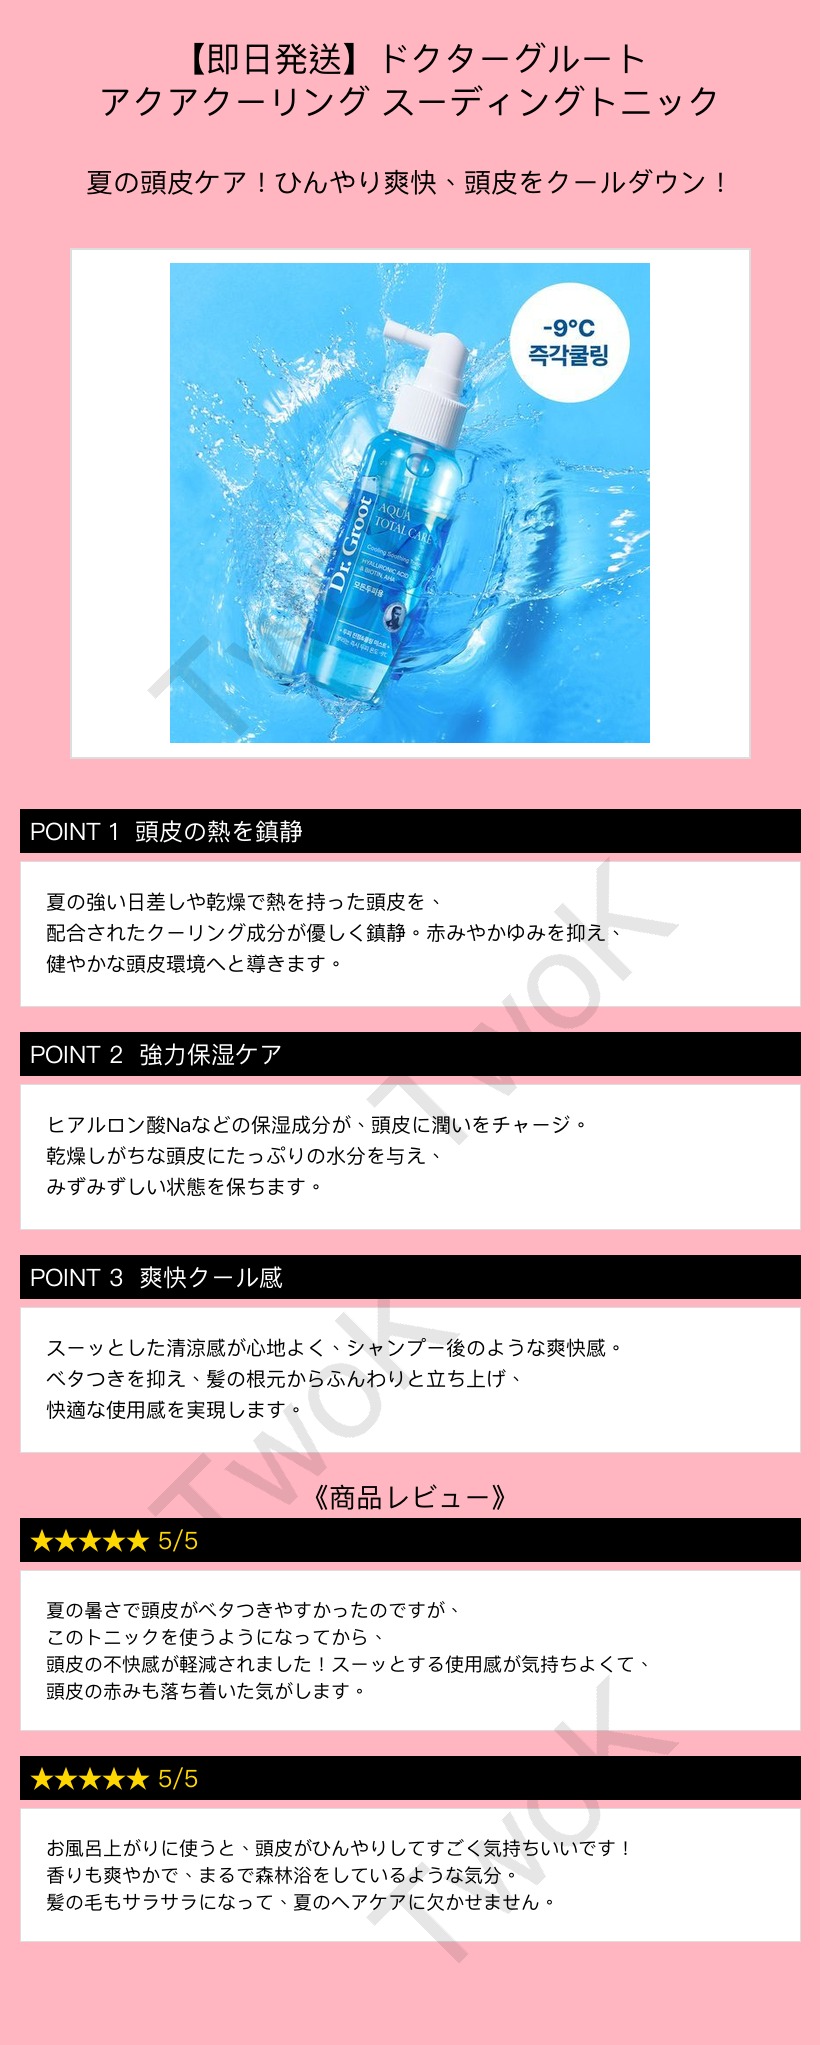 【即日発送】ドクターグルート
アクアクーリング スーディングトニック
夏の頭皮ケア！ひんやり爽快、頭皮をクールダウン！
-9°C
즉각쿨링
Dr. Groot
AQUA
TOTAL CARE
Cooling Soothing
HYALURONIC ACID
& BIOTIN, AHA
모든두피용
POINT 1 頭皮の熱を鎮静
夏の強い日差しや乾燥で熱を持った頭皮を、
配合されたクーリング成分が優しく鎮静。赤みやかゆみを抑え、
健やかな頭皮環境へと導きます。
POINT 2 強力保湿ケア
ヒアルロン酸Naなどの保湿成分が、頭皮に潤いをチャージ。
乾燥しがちな頭皮にたっぷりの水分を与え、
みずみずしい状態を保ちます。
POINT 3 爽快クール感
スーッとした清涼感が心地よく、シャンプー後のような爽快感。
ベタつきを抑え、髪の根元からふんわりと立ち上げ、
快適な使用感を実現します。
《商品レビュー》
★★★★★ 5/5
夏の暑さで頭皮がベタつきやすかったのですが、
このトニックを使うようになってから、
頭皮の不快感が軽減されました！スーッとする使用感が気持ちよくて、
頭皮の赤みも落ち着いた気がします。
★★★★★ 5/5
お風呂上がりに使うと、頭皮がひんやりしてすごく気持ちいいです！
香りも爽やかで、まるで森林浴をしているような気分。
髪の毛もサラサラになって、夏のヘアケアに欠かせません。
TwoK
TwoK
TwoK
TwoK